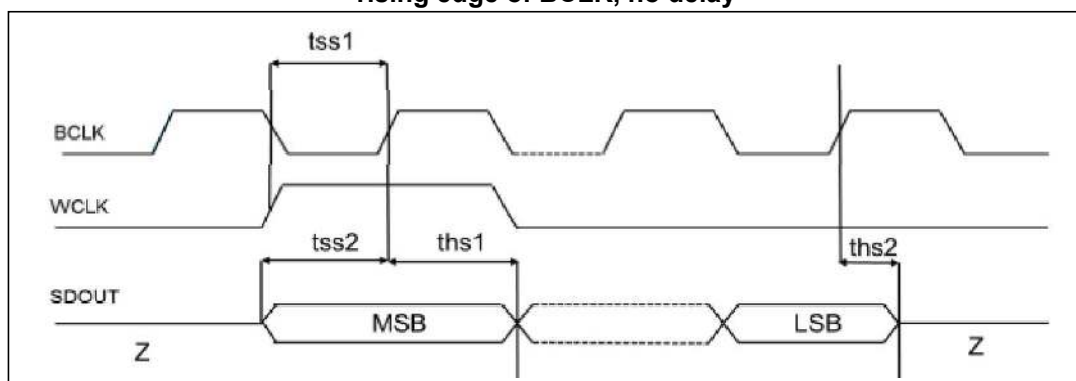 rising edge of BCLK, no delay
tss1
BCLK
WCLK
tss2 ths1 ths2
SDOUT
MSB LSB
Z Z